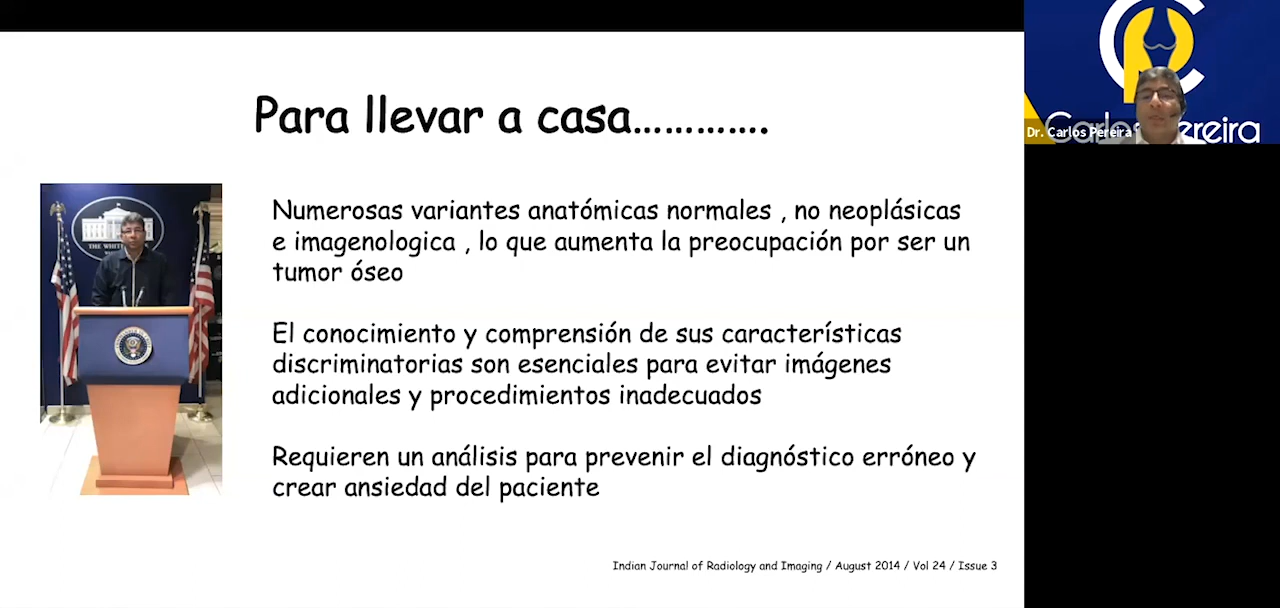 Para llevar a casa………….
Numerosas variantes anatómicas normales , no neoplásicas
e imagenologica , lo que aumenta la preocupación por ser un
tumor óseo
El conocimiento y comprensión de sus características
discriminatorias son esenciales para evitar imágenes
adicionales y procedimientos inadecuados
Requieren un análisis para prevenir el diagnóstico erróneo y
crear ansiedad del paciente
Indian Journal of Radiology and Imaging / August 2014 / Vol 24 / Issue 3
THE WHITE
Dr. Carlos Pereira